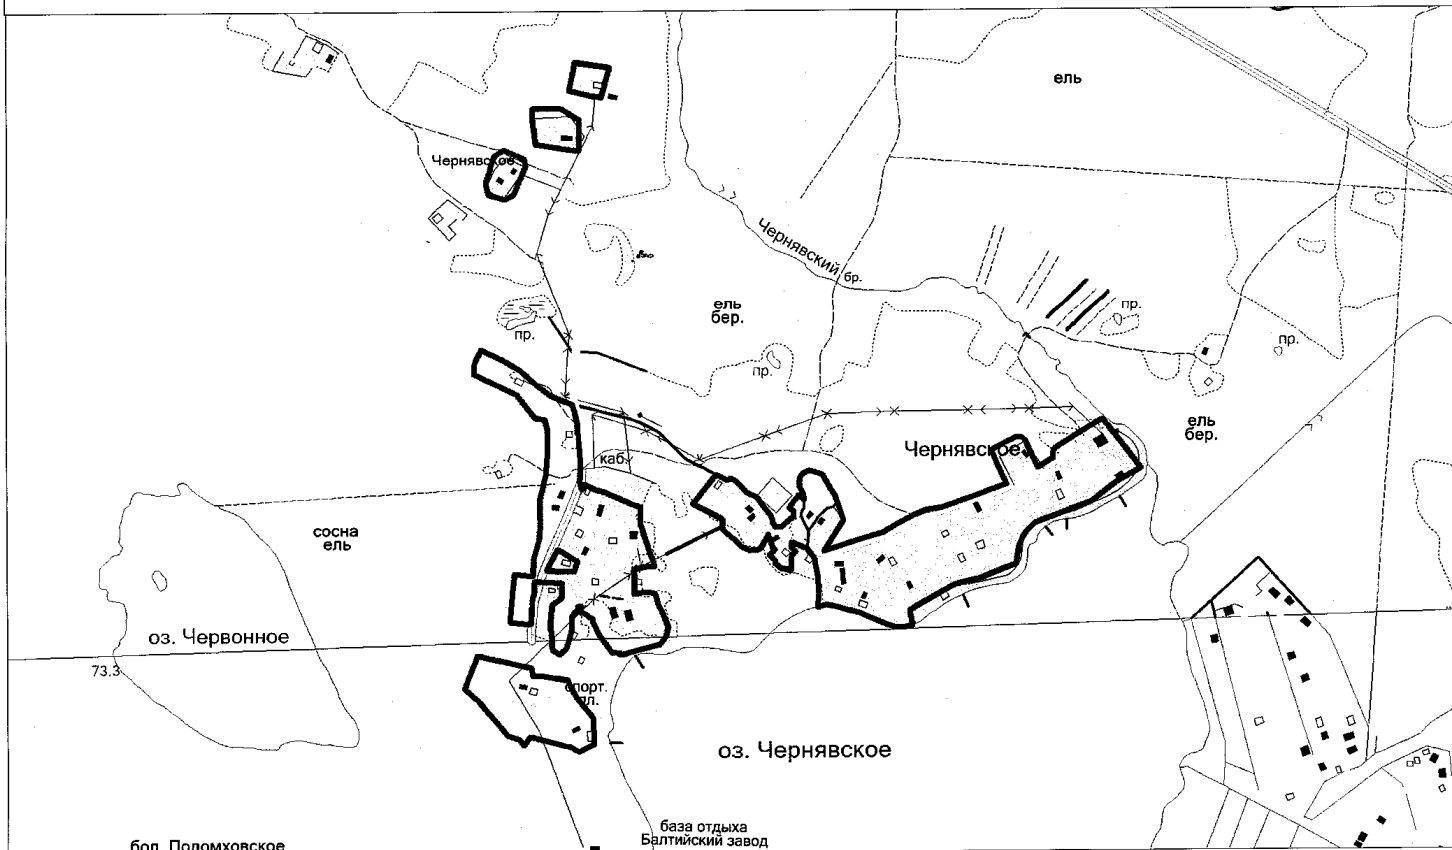 ель
Чернявское
Чернявский бр.
ель
бер.
пр.
пр.
пр.
пр.
ель
бер.
Чернявское
каб.
сосна
ель
оз. Червонное
73.3
спорт.
пл.
оз. Чернявское
база отдыха
Балтийский завод
бол. Поломховское